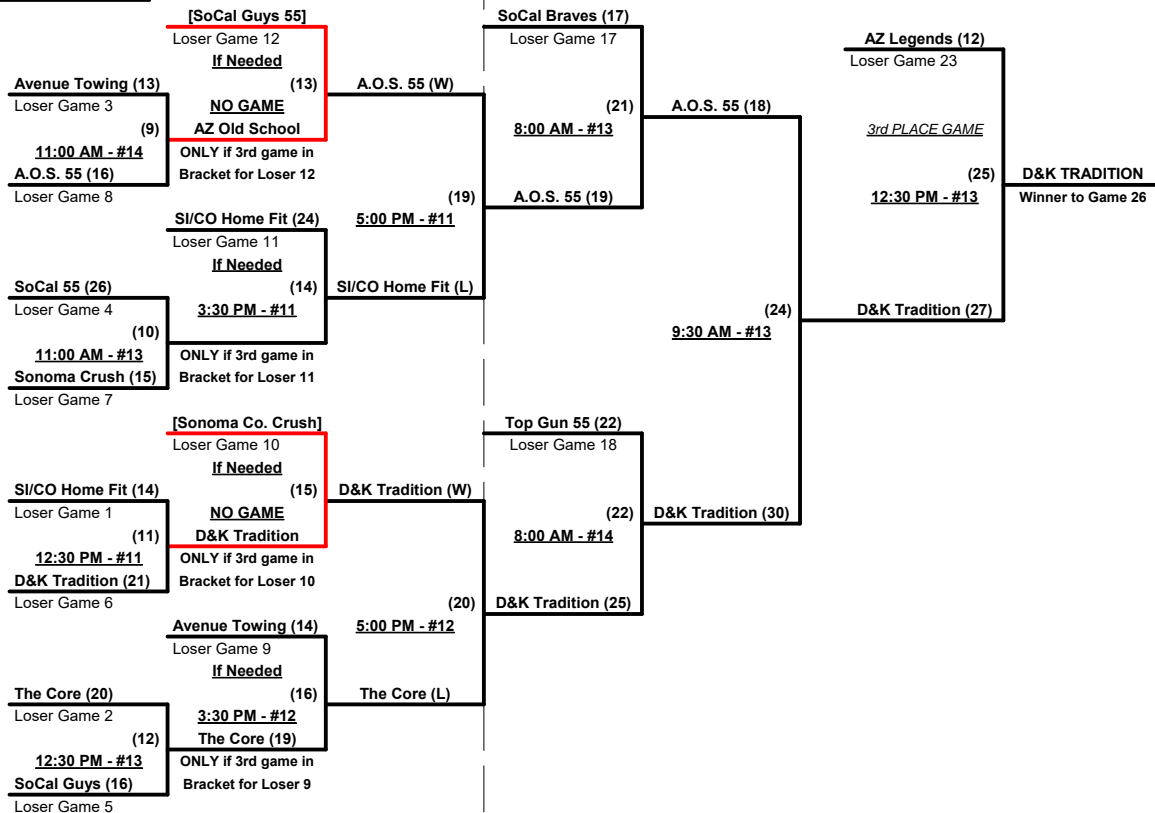 [SoCal Guys 55]
Loser Game 12
If Needed
Avenue Towing (13)
(13)
Loser Game 3
NO GAME
(9)
AZ Old School
11:00 AM - #14
ONLY if 3rd game in
A.O.S. 55 (16)
Bracket for Loser 12
Loser Game 8
A.O.S. 55 (W)
SI/CO Home Fit (24)
Loser Game 11
If Needed
SoCal 55 (26)
(14)
Loser Game 4
3:30 PM - #11
(10)
11:00 AM - #13
ONLY if 3rd game in
Sonoma Crush (15)
Bracket for Loser 11
Loser Game 7
SI/CO Home Fit (L)
(19)
5:00 PM - #11
[Sonoma Co. Crush]
Loser Game 10
If Needed
SI/CO Home Fit (14)
(15)
Loser Game 1
NO GAME
(11)
D&K Tradition
12:30 PM - #11
ONLY if 3rd game in
D&K Tradition (21)
Bracket for Loser 10
Loser Game 6
D&K Tradition (W)
Avenue Towing (14)
Loser Game 9
If Needed
The Core (20)
(16)
Loser Game 2
3:30 PM - #12
(12)
The Core (19)
12:30 PM - #13
ONLY if 3rd game in
SoCal Guys (16)
Bracket for Loser 9
Loser Game 5
The Core (L)
(20)
5:00 PM - #12
SoCal Braves (17)
Loser Game 17
(21)
8:00 AM - #13
A.O.S. 55 (19)
A.O.S. 55 (18)
Top Gun 55 (22)
Loser Game 18
(22)
8:00 AM - #14
D&K Tradition (25)
D&K Tradition (30)
(24)
9:30 AM - #13
AZ Legends (12)
Loser Game 23
3rd PLACE GAME
(25)
12:30 PM - #13
D&K Tradition (27)
D&K TRADITION
Winner to Game 26